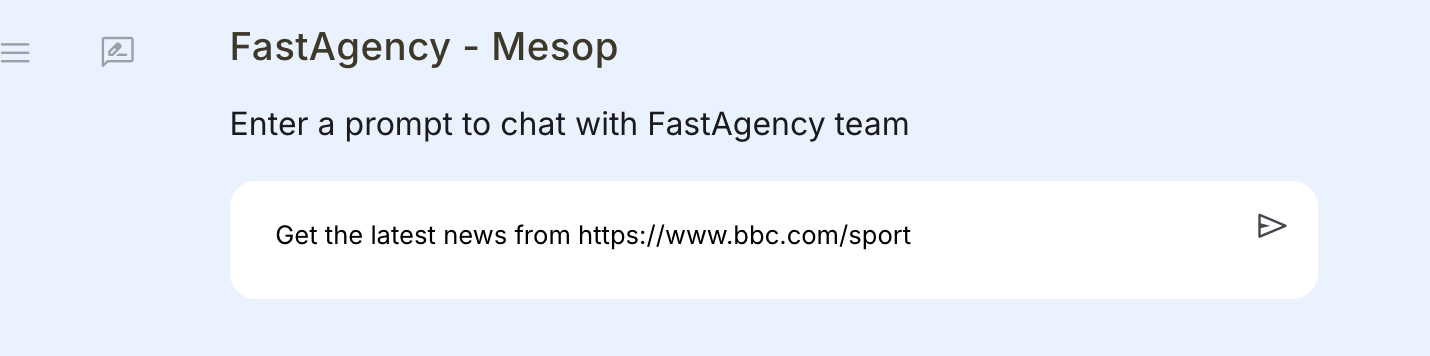 FastAgency - Mesop
Enter a prompt to chat with FastAgency team
Get the latest news from https://www.bbc.com/sport